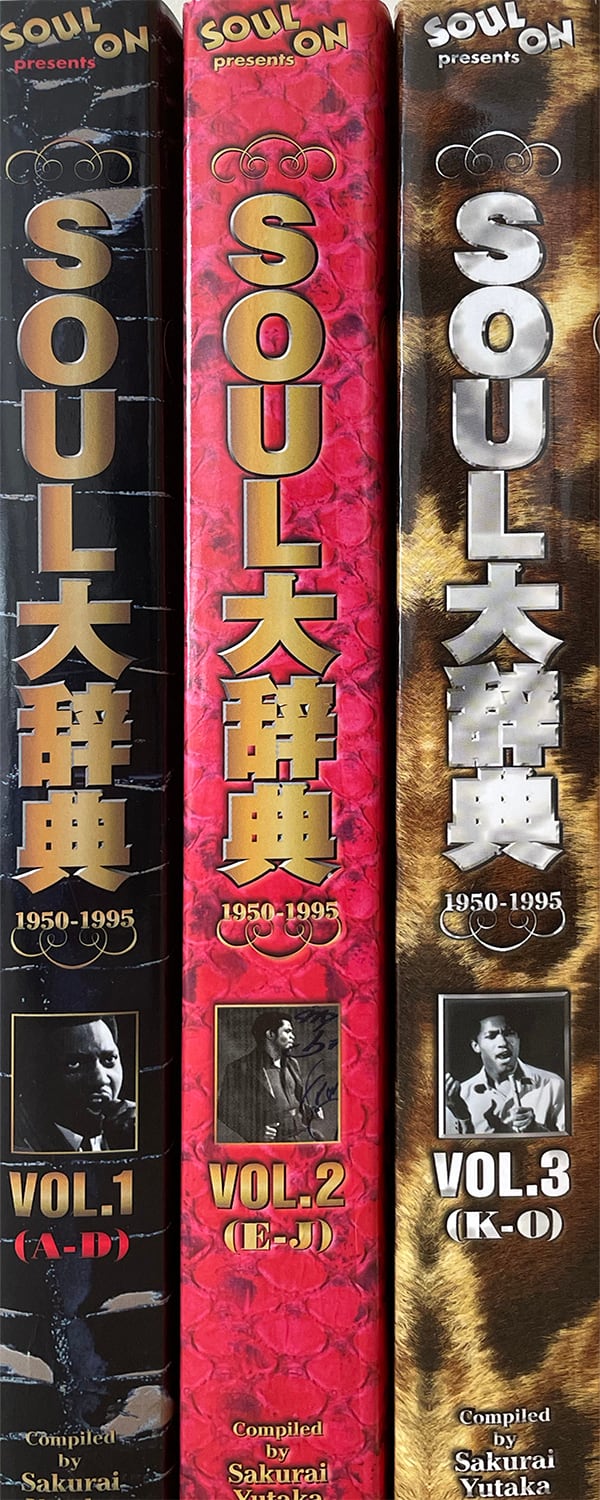 SOUL ON
presents
SOUL大辞典
1950-1995
VOL.1
(A-D)
Compiled
by
Sakurai
SOUL ON
presents
SOUL大辞典
1950-1995
VOL.2
(E-J)
Compiled
by
Sakurai
Yutaka
SOUL ON
presents
SOUL大辞典
1950-1995
VOL.3
(K-O)
Compiled
by
Sakurai
Yutaka